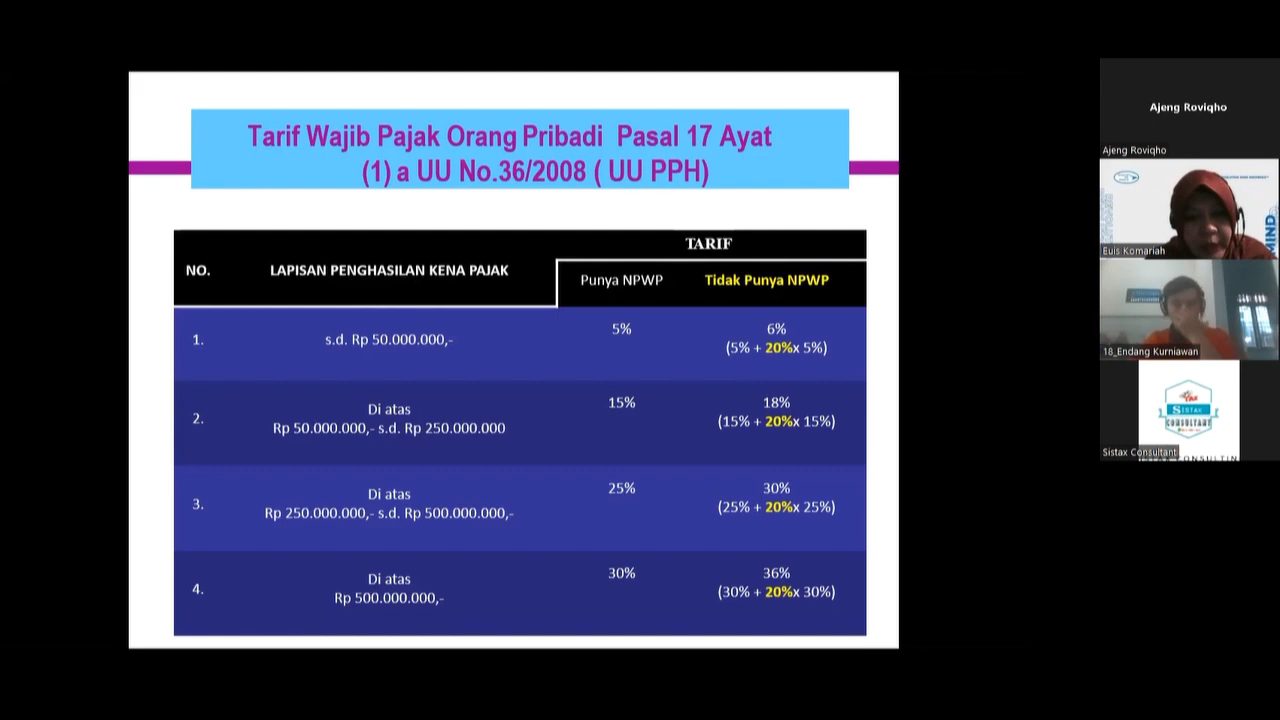 Tarif Wajib Pajak Orang Pribadi Pasal 17 Ayat
(1) a UU No.36/2008 ( UU PPH)
NO.
LAPISAN PENGHASILAN KENA PAJAK
TARIF
Punya NPWP
Tidak Punya NPWP
1.
s.d. Rp 50.000.000,-
5%
6%
(5% + 20%x 5%)
2.
Di atas
Rp 50.000.000,- s.d. Rp 250.000.000
15%
18%
(15% + 20%x 15%)
3.
Di atas
Rp 250.000.000,- s.d. Rp 500.000.000,-
25%
30%
(25% + 20%x 25%)
4.
Di atas
Rp 500.000.000,-
30%
36%
(30% + 20%x 30%)
Ajeng Roviqho
Ajeng Roviqho
MIND
Euis Komariah
18_Endang Kurniawan
TAX
SISTAX
CONSULTANT
Sistax Consultant